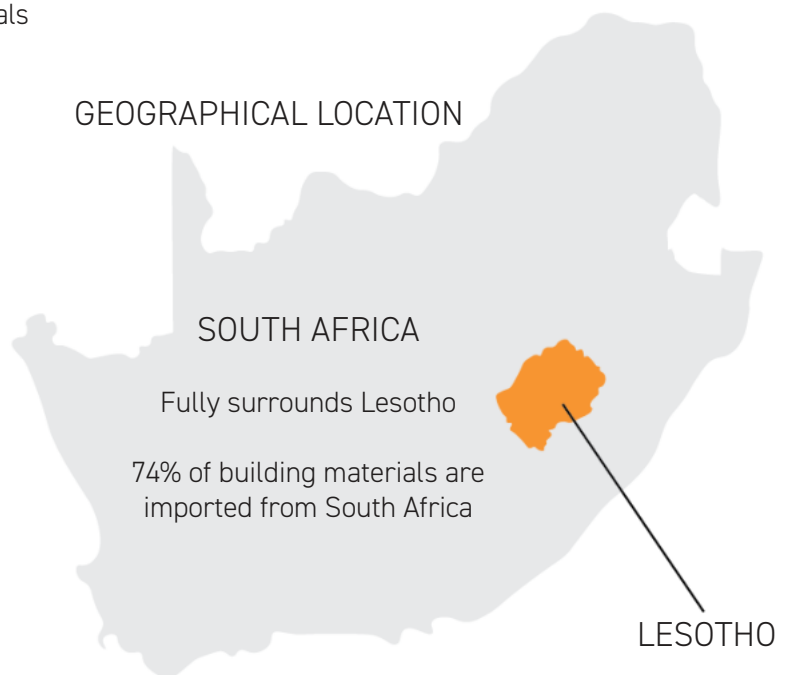 als
GEOGRAPHICAL LOCATION
SOUTH AFRICA
Fully surrounds Lesotho
74% of building materials are
imported from South Africa
LESOTHO